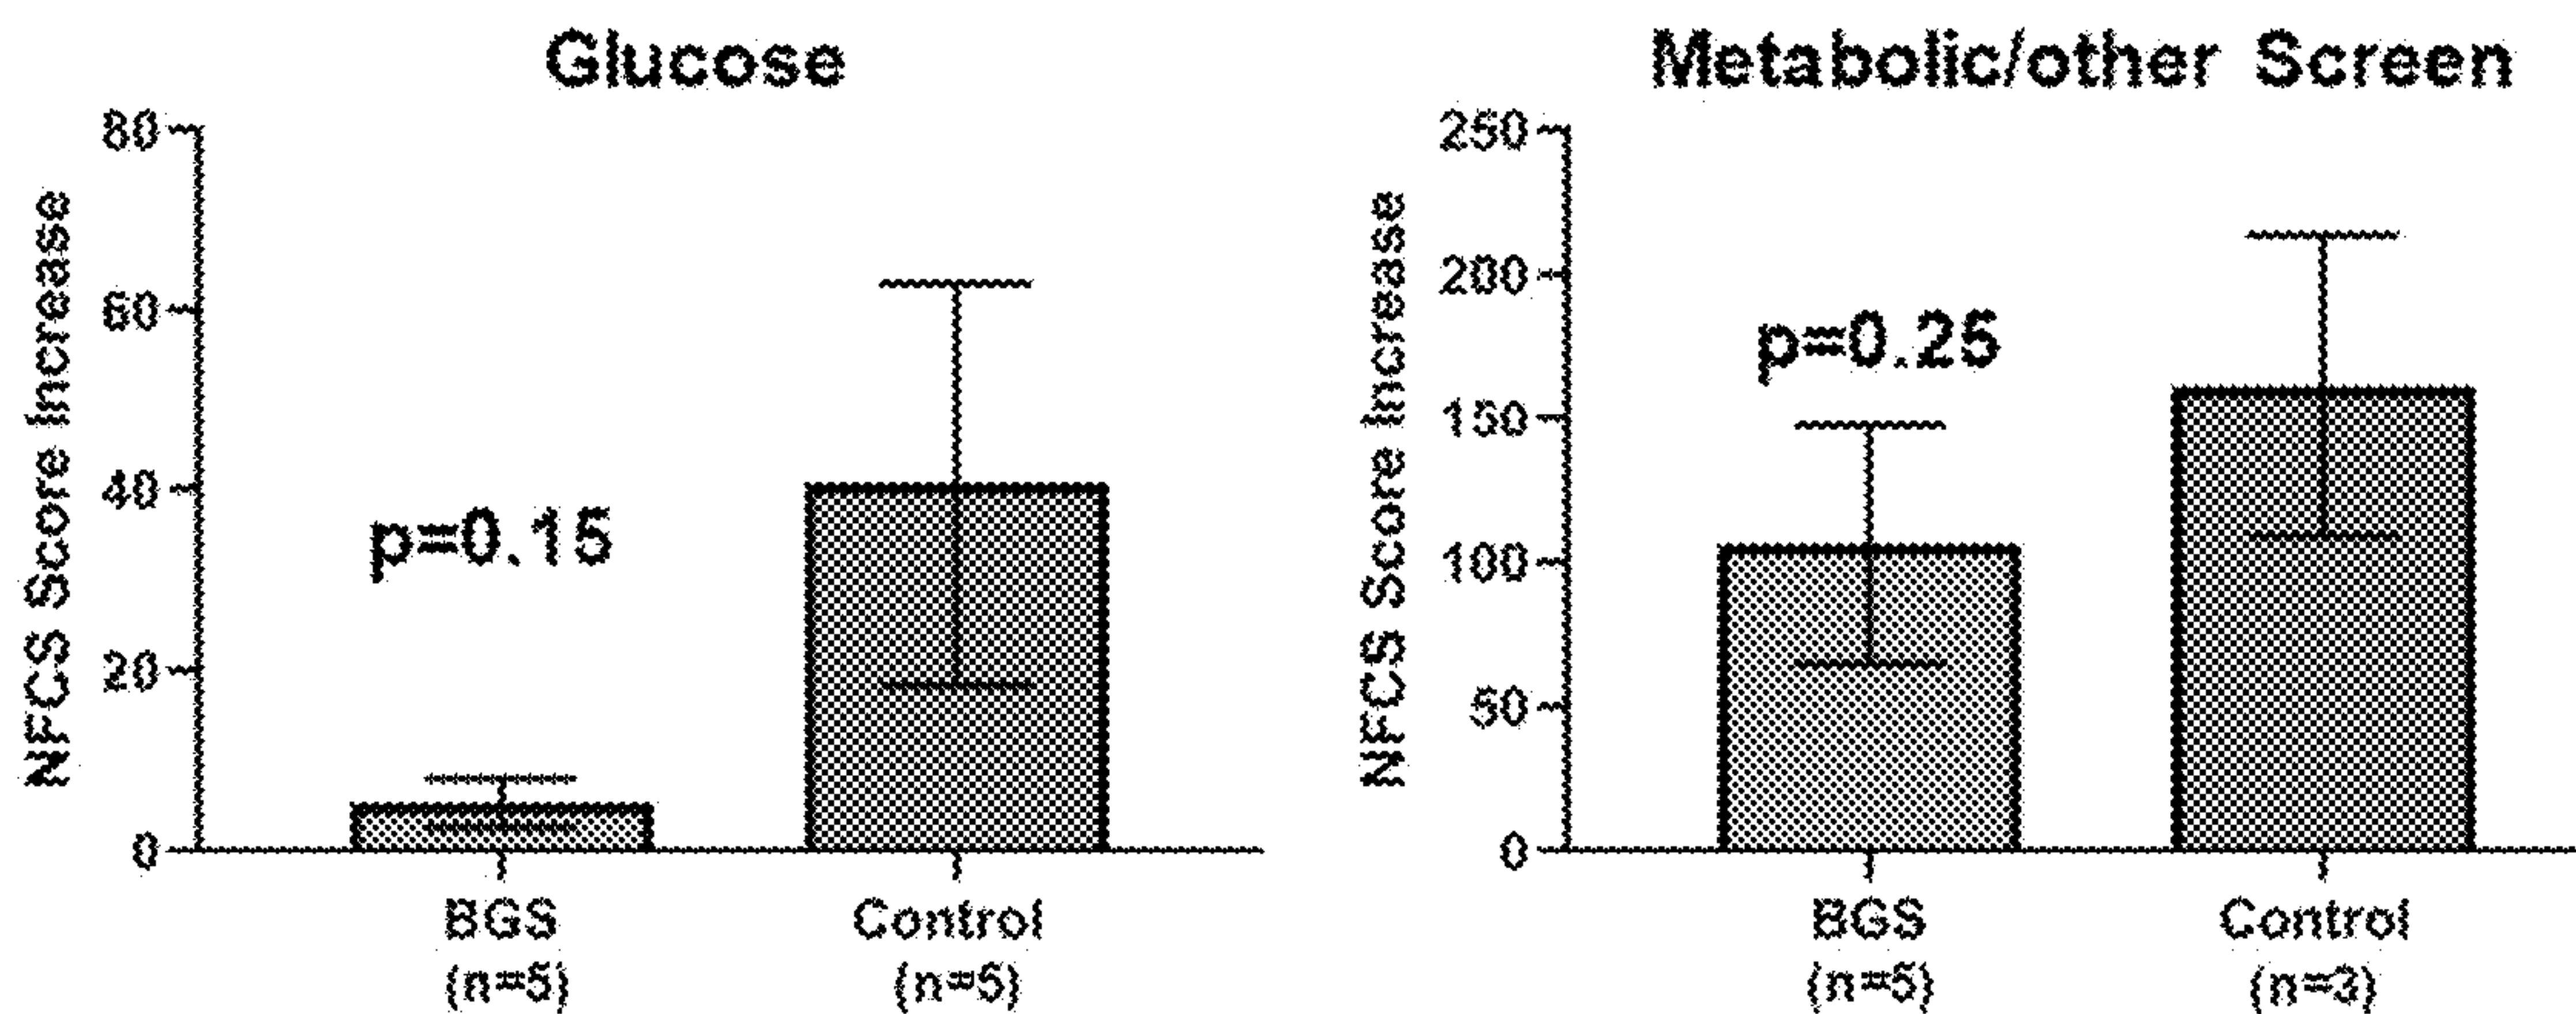 Glucose
NFCS Score Increase
80
60
40
20
0
p=0.15
BGS
(n=5)
Control
(n=5)
Metabolic/other Screen
NFCS Score Increase
250
200
150
100
50
0
p=0.25
BGS
(n=5)
Control
(n=3)